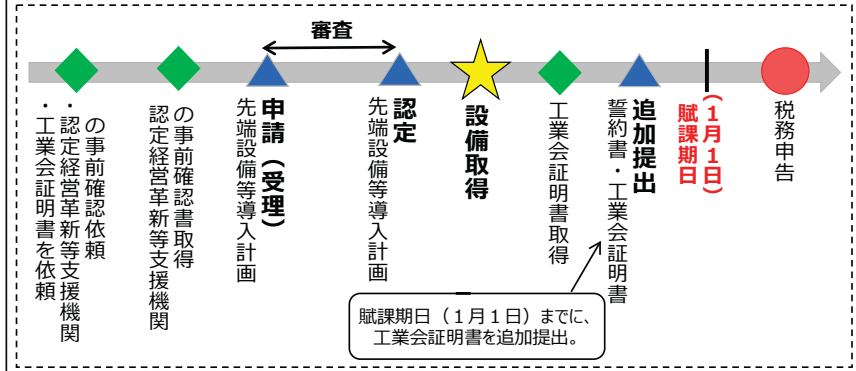 審査
・工業会証明書を依頼
・認定経営革新等支援機関
の事前確認依頼
認定経営革新等支援機関
の事前確認書取得
先端設備等導入計画
申請（受理）
先端設備等導入計画
認定
設備取得
工業会証明書取得
誓約書・工業会証明書
追加提出
賦課期日
（１月１日）
税務申告
賦課期日（１月１日）までに、
工業会証明書を追加提出。